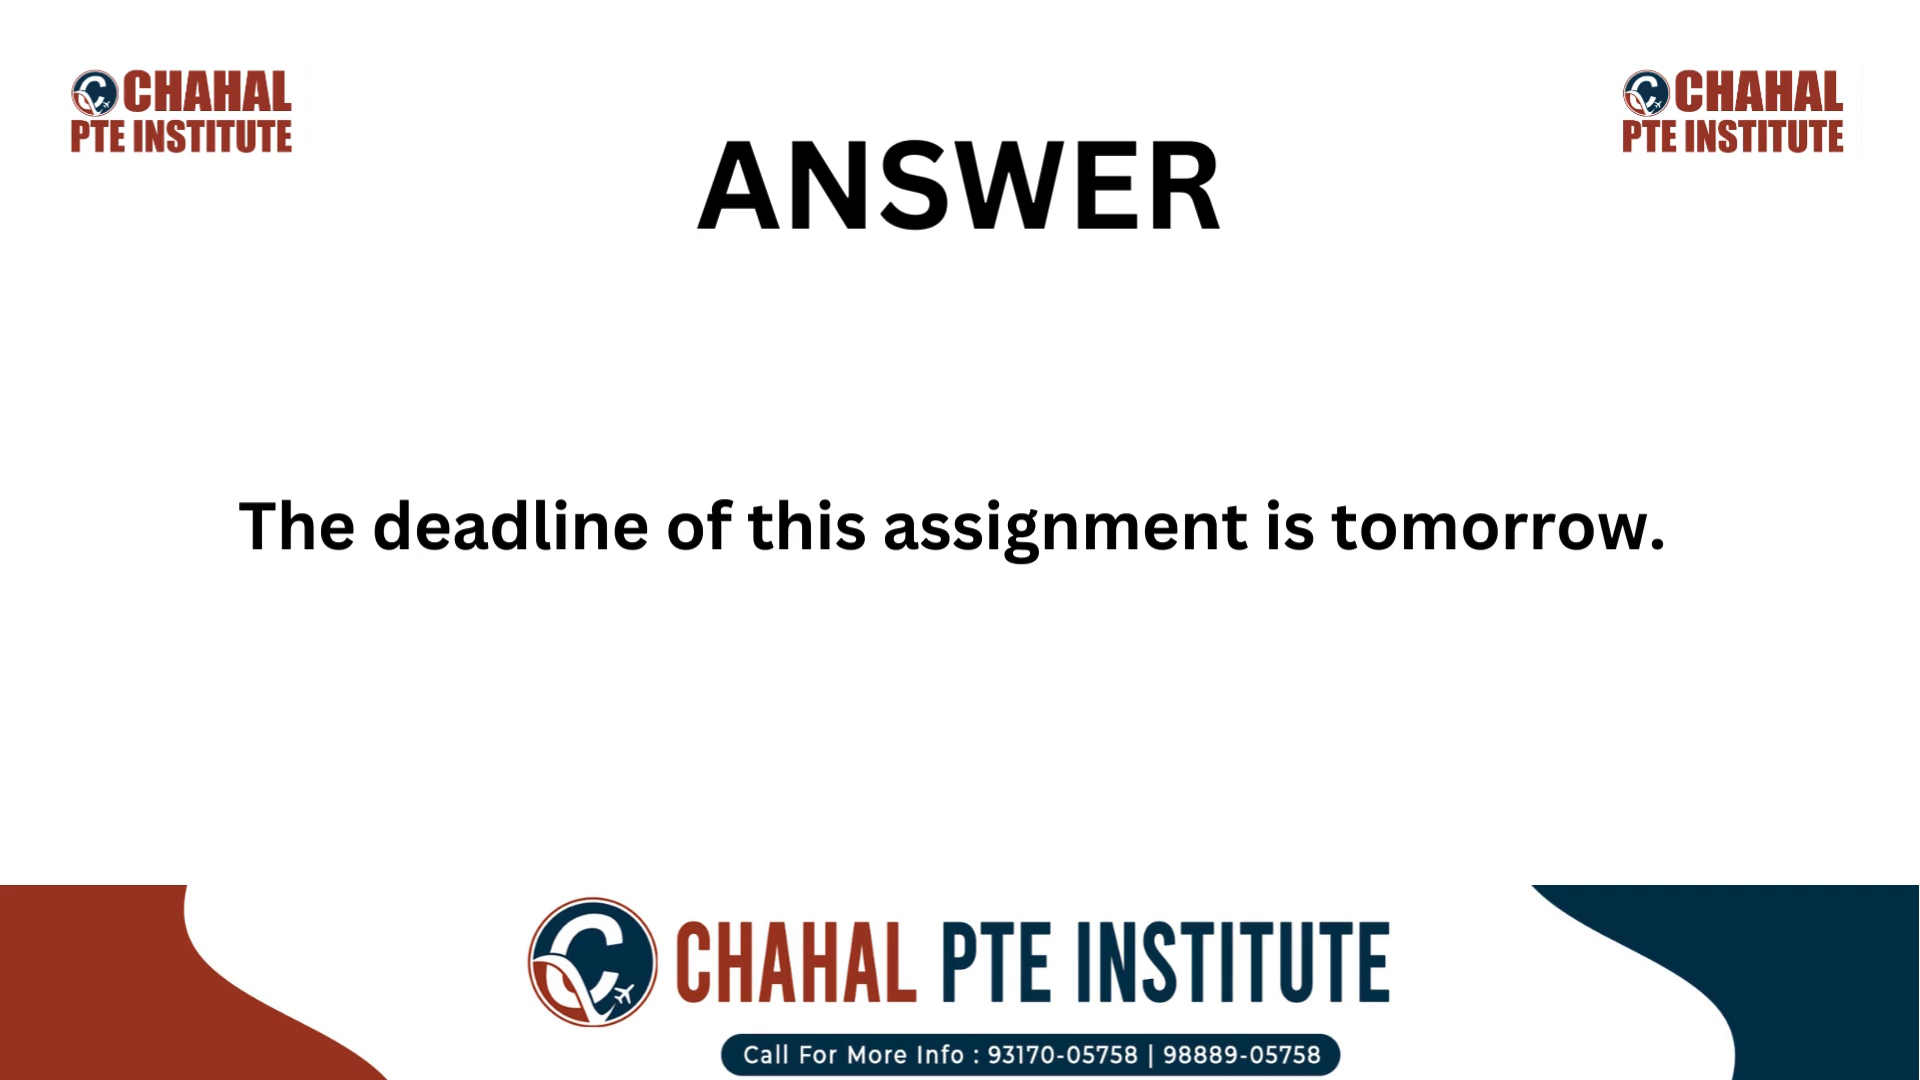 CHAHAL
PTE INSTITUTE
CHAHAL
PTE INSTITUTE
ANSWER
The deadline of this assignment is tomorrow.
CHAHAL PTE INSTITUTE
Call For More Info : 93170-05758 | 98889-05758